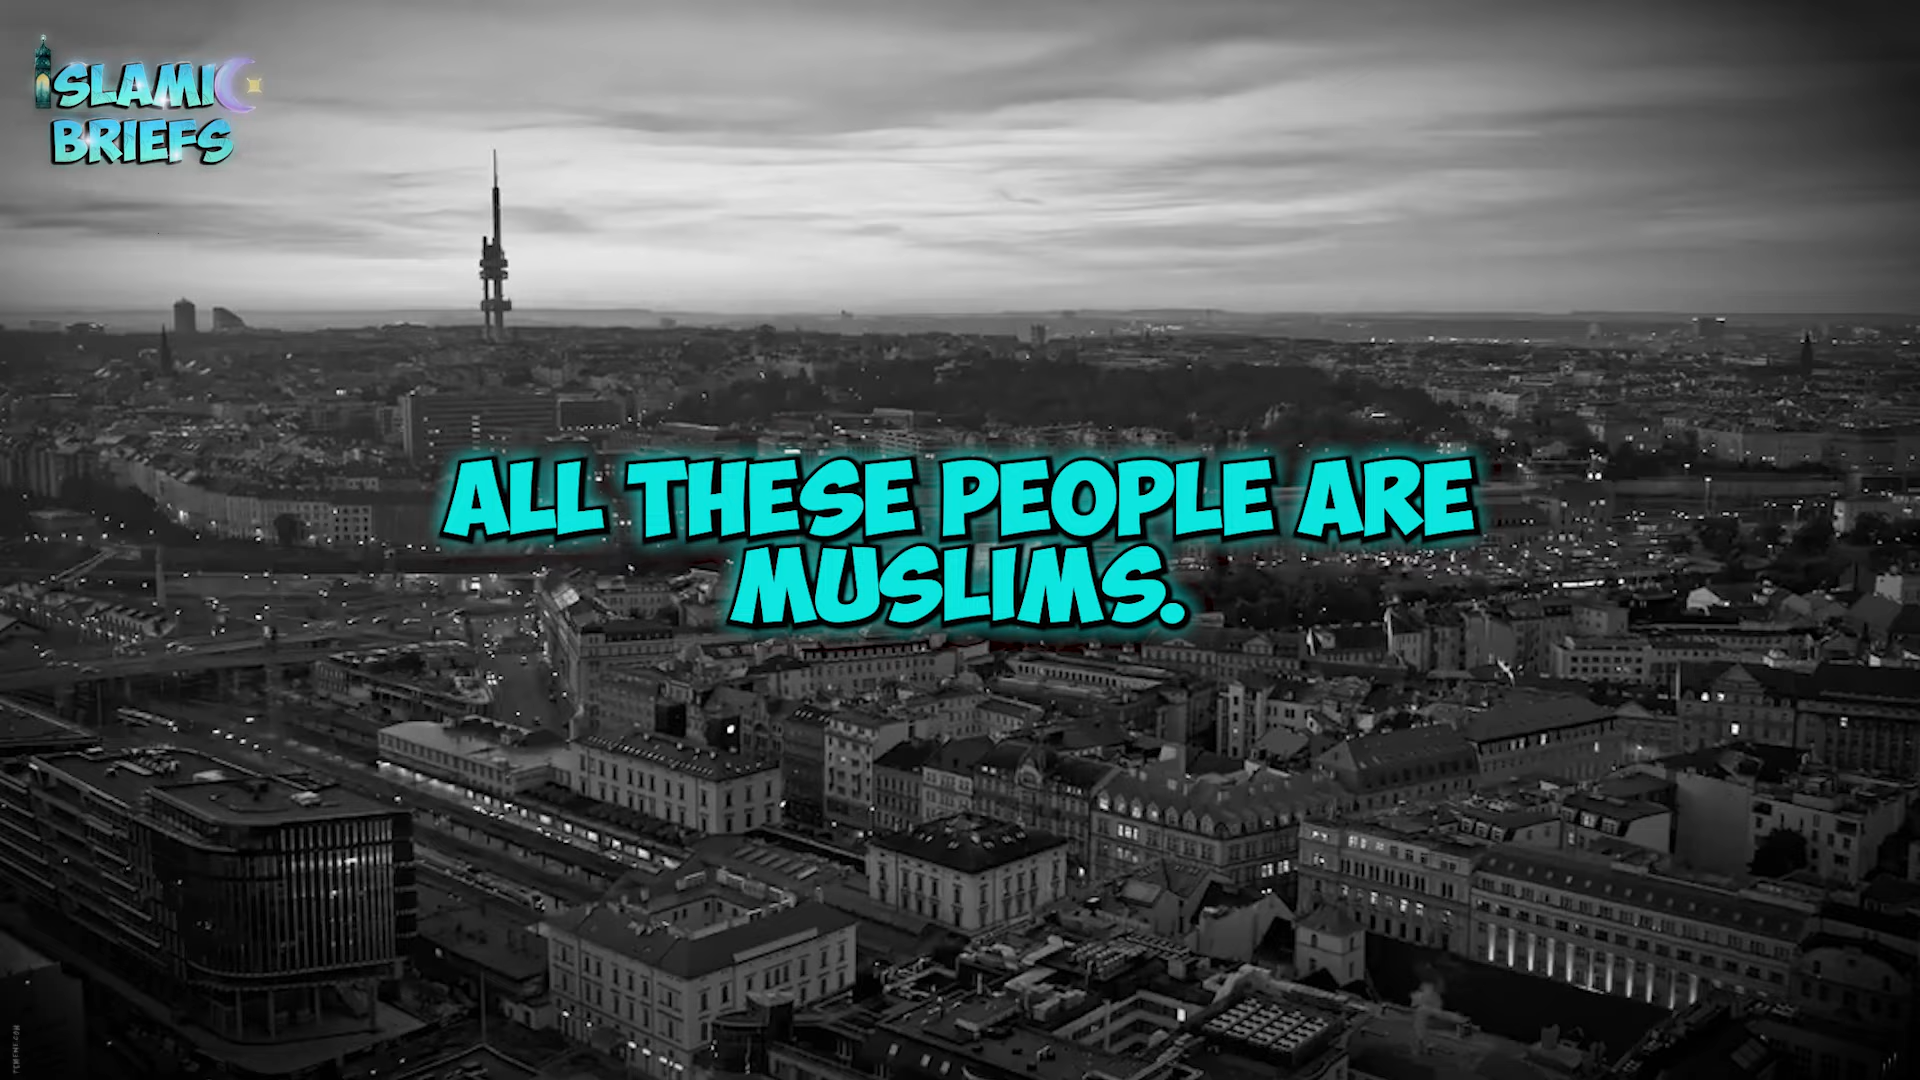 ISLAMIC
BRIEFS
ALL THESE PEOPLE ARE
MUSLIMS.